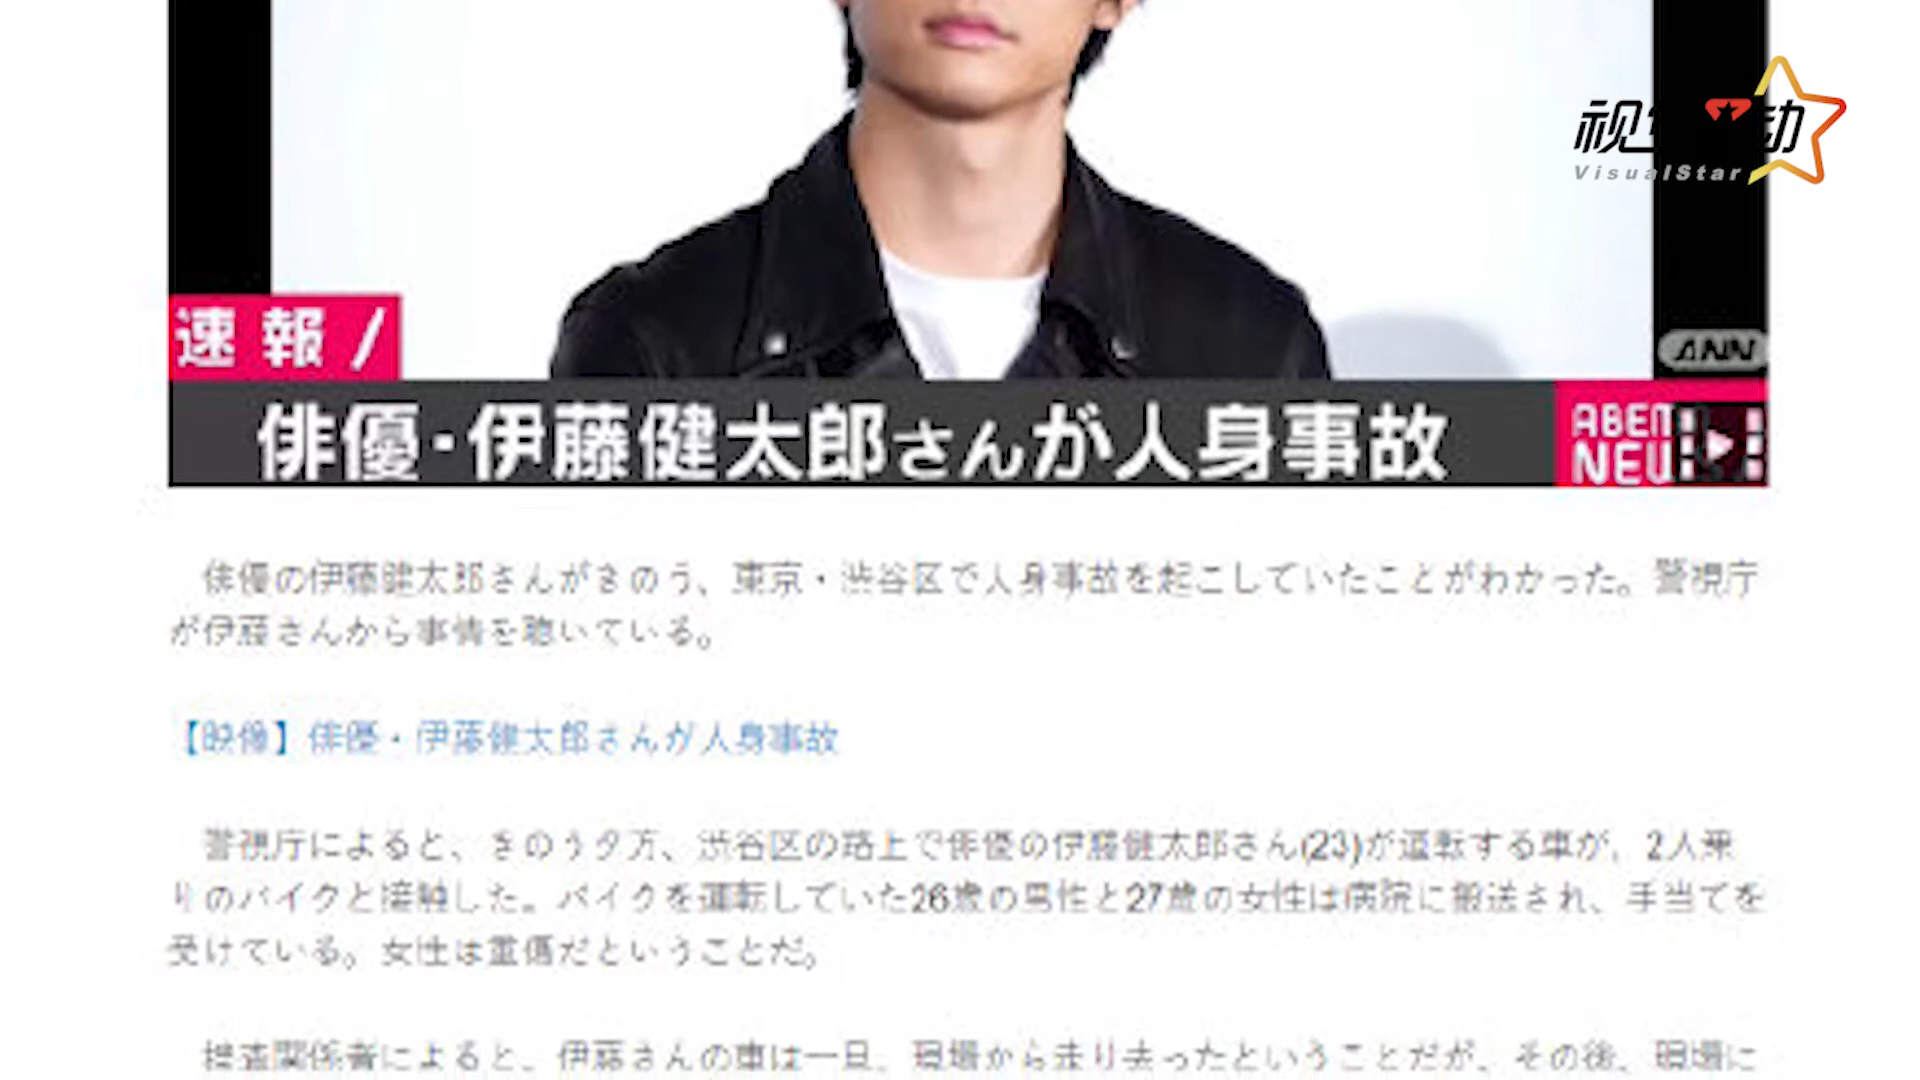 VisualStar
速報/
ANN
俳優・伊藤健太郎さんが人身事故
ABEM
NEW
俳優の伊藤健太郎さんがきのう、東京・渋谷区で人身事故を起こしていたことがわかった。警視庁
が伊藤さんから事情を聴いている。
【映像】俳優・伊藤健太郎さんが人身事故
警視庁によると、きのう夕方、渋谷区の路上で俳優の伊藤健太郎さん(23)が運転する車が、2人乗
りのバイクと接触した。バイクを運転していた26歳の男性と27歳の女性は病院に搬送され、手当てを
受けている。女性は重傷だということだ。
捜査関係者によると、伊藤さんの車は一旦、現場から走り去ったということだが、その後、現場に